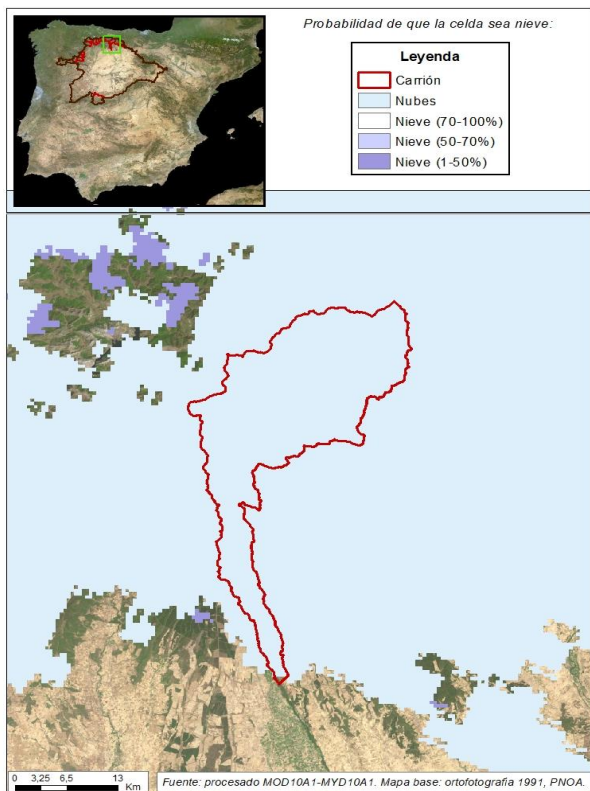 Probabilidad de que la celda sea nieve:
Leyenda
Carrión
Nubes
Nieve (70-100%)
Nieve (50-70%)
Nieve (1-50%)
0 3,25 6,5 13
Km
Fuente: procesado MOD10A1-MYD10A1. Mapa base: ortofotografia 1991, PNOA.